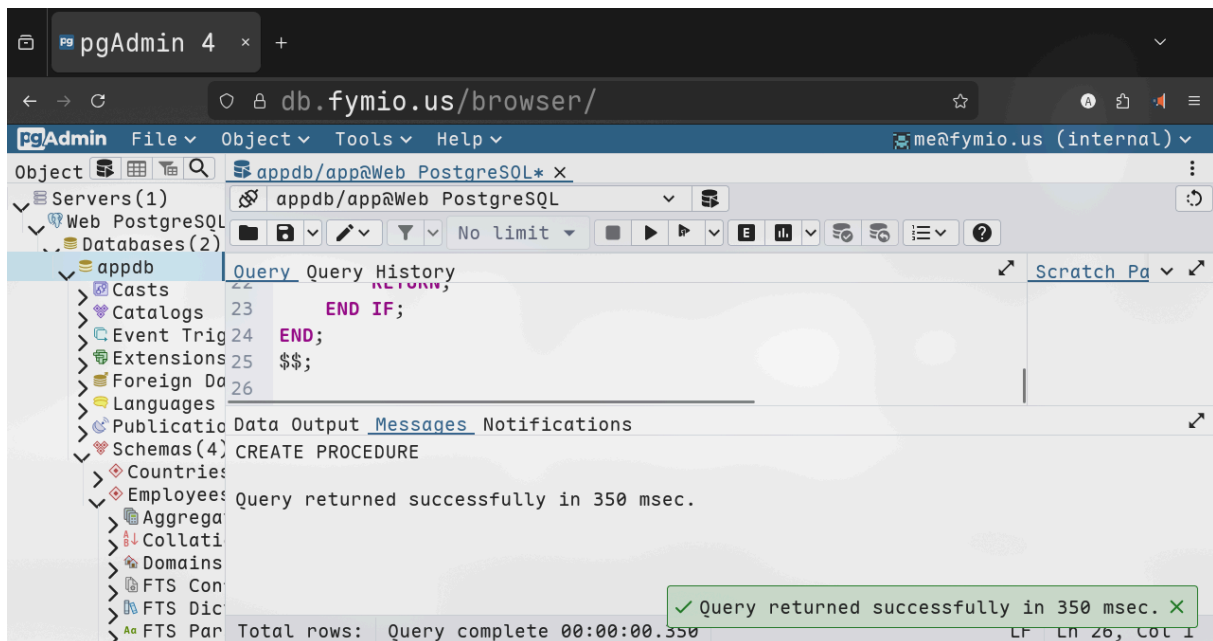 pgAdmin 4 × +
db.fymio.us/browser/
pgAdmin File Object Tools Help me@fymio.us (internal)
Object appdb/app@Web PostgreSQL* ×
Servers(1) appdb/app@Web PostgreSQL
Web PostgreSQL
No limit
Databases(2)
appdb
Query Query History Scratch Pa
Casts
22 RETURN;
Catalogs
23 END IF;
Event Trig
24 END;
Extensions
25 $$;
Foreign Da
26
Languages
Publicatio
Data Output Messages Notifications
Schemas(4)
CREATE PROCEDURE
Countries
Employees
Query returned successfully in 350 msec.
Aggrega
Collati
Domains
FTS Con
FTS Dic
Query returned successfully in 350 msec.
FTS Par
Total rows: Query complete 00:00:00.350 LF Ln 26, Col 1